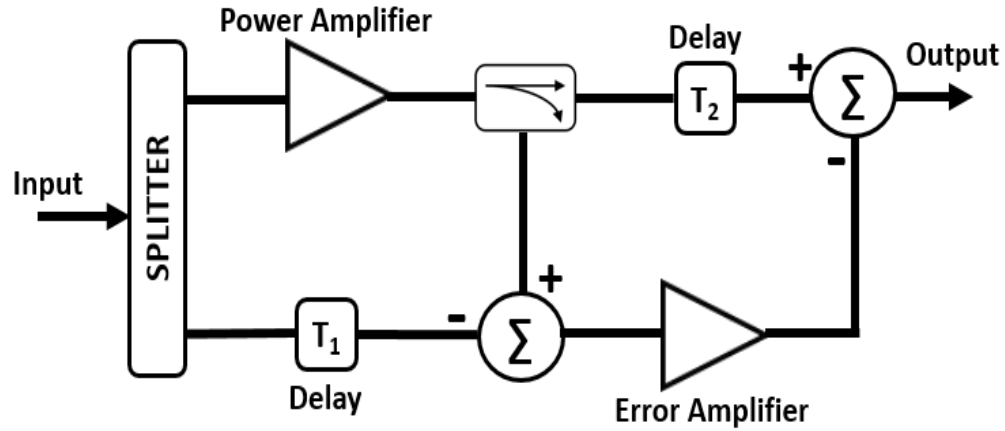 Power Amplifier
Delay
Output
T₂
+
Σ
-
Input
SPLITTER
+
-
T₁
Σ
Delay
Error Amplifier